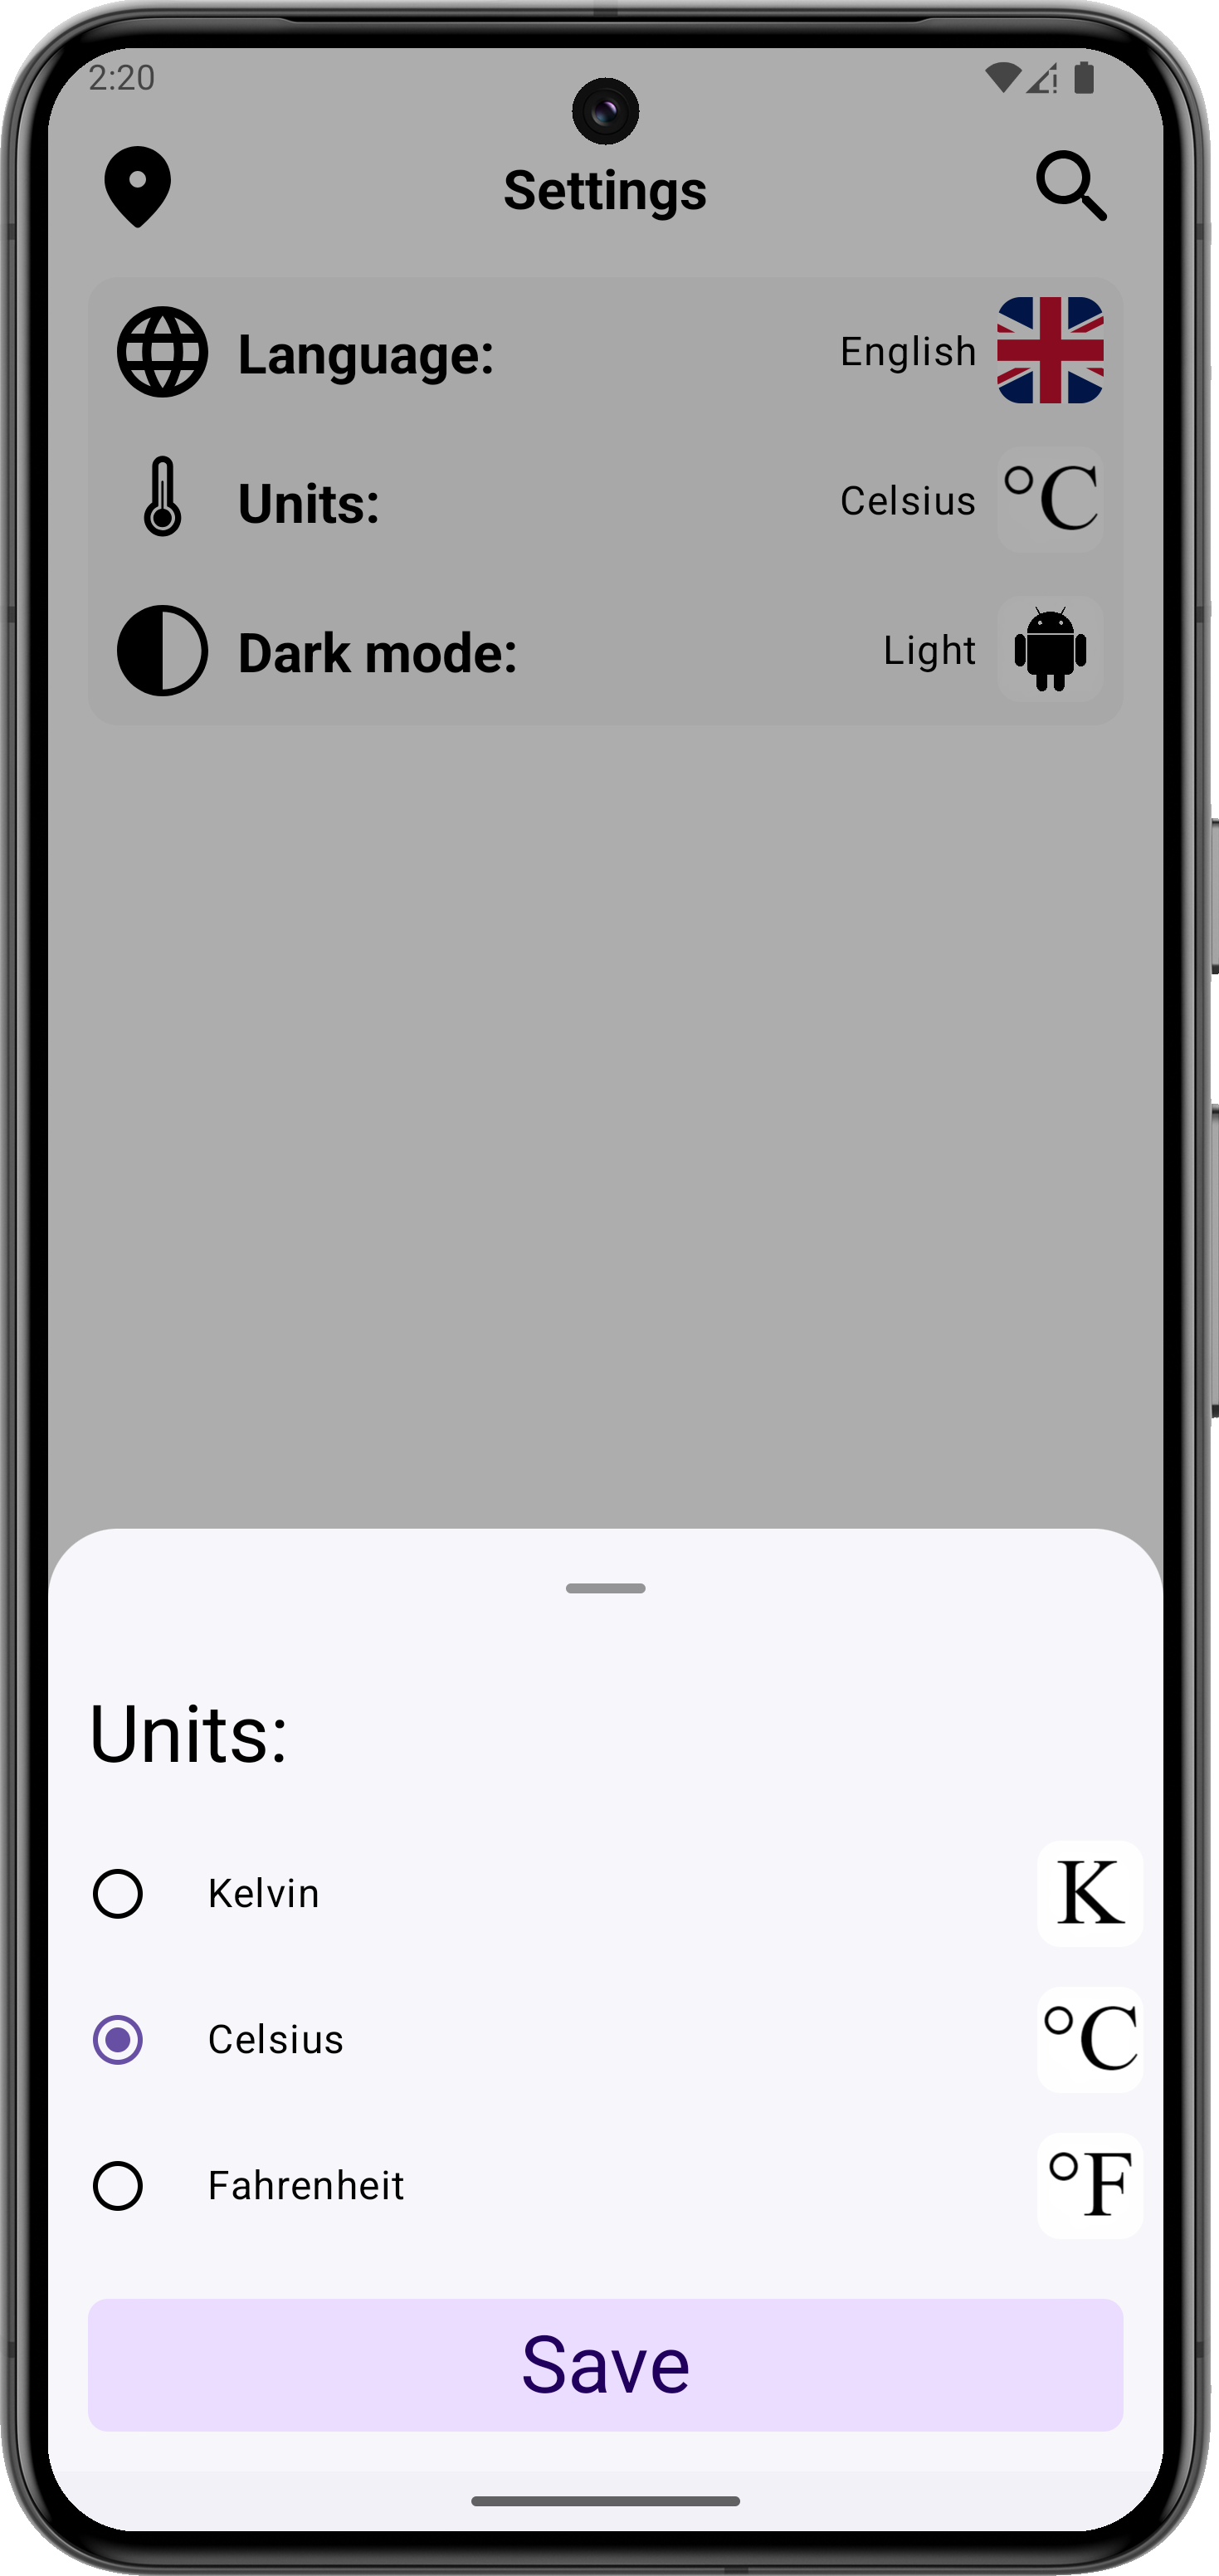 2:20
Settings
Language: English
Units: Celsius °C
Dark mode: Light
Units:
Kelvin K
Celsius °C
Fahrenheit °F
Save